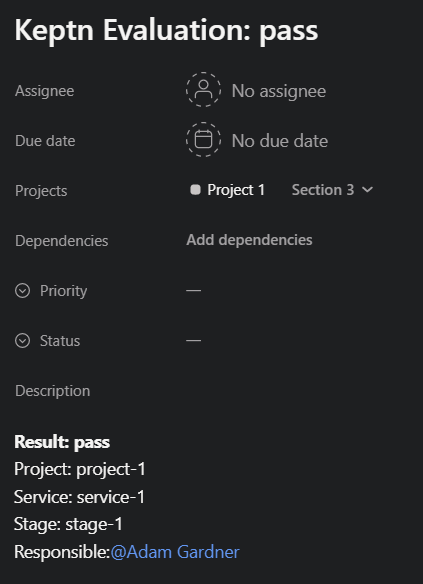 Keptn Evaluation: pass
Assignee No assignee
Due date No due date
Projects Project 1 Section 3
Dependencies Add dependencies
Priority —
Status —
Description
Result: pass
Project: project-1
Service: service-1
Stage: stage-1
Responsible:@Adam Gardner